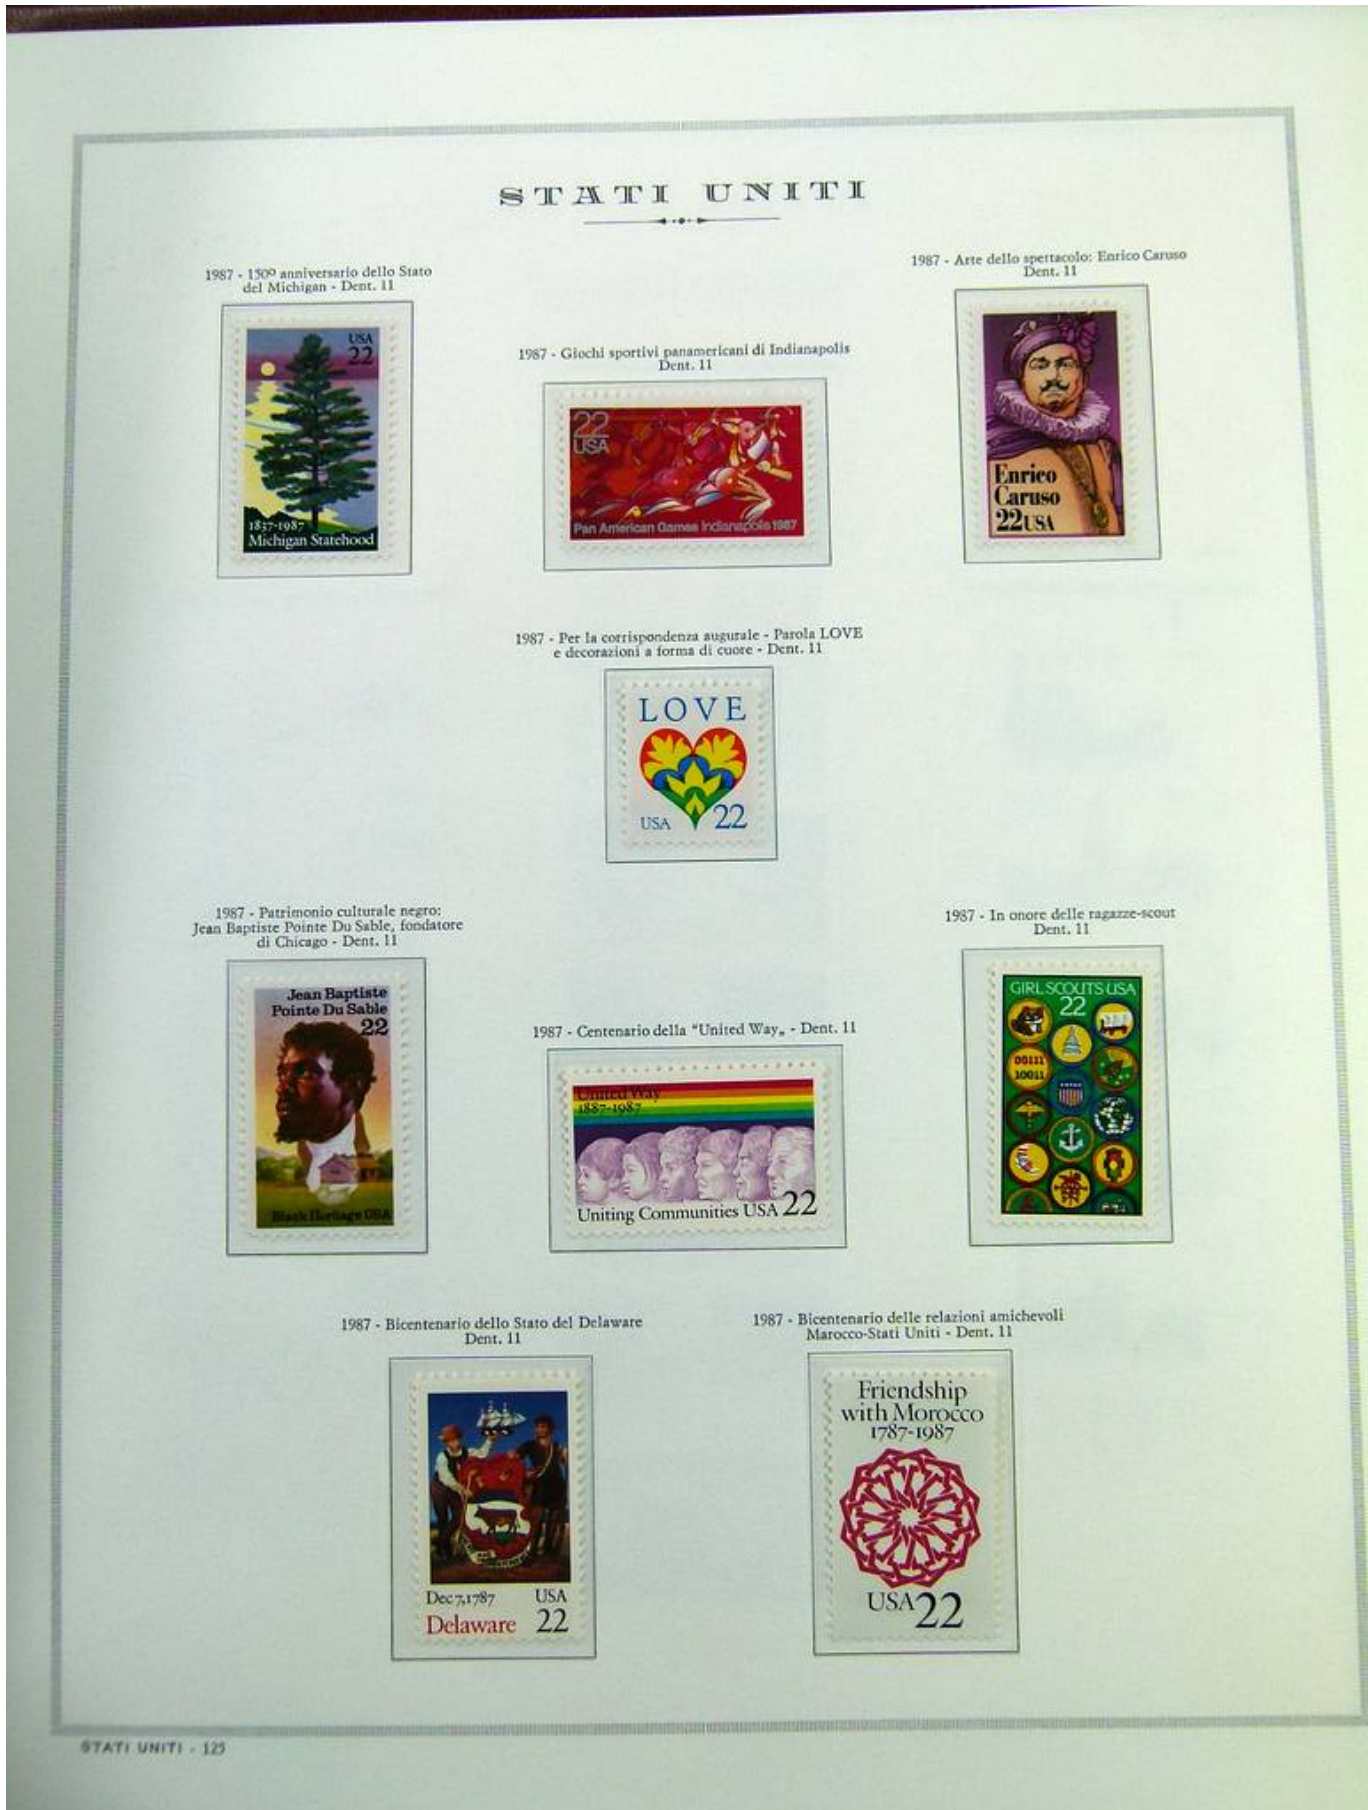 STATI UNITI
1987 - 150º anniversario dello Stato
del Michigan - Dent. 11
USA
22
1837-1987
Michigan Statehood
1987 - Giochi sportivi panamericani di Indianapolis
Dent. 11
22
USA
Pan American Games Indianapolis 1987
1987 - Arte dello spettacolo: Enrico Caruso
Dent. 11
Enrico
Caruso
22USA
1987 - Per la corrispondenza augurale - Parola LOVE
e decorazioni a forma di cuore - Dent. 11
LOVE
USA 22
1987 - Patrimonio culturale negro:
Jean Baptiste Pointe Du Sable, fondatore
di Chicago - Dent. 11
Jean Baptiste
Pointe Du Sable
22
Black Heritage USA
1987 - Centenario della "United Way„ - Dent. 11
United Way
1887-1987
Uniting Communities USA 22
1987 - In onore delle ragazze-scout
Dent. 11
GIRL SCOUTS USA
22
00111
10011
1987 - Bicentenario dello Stato del Delaware
Dent. 11
Dec 7, 1787 USA
Delaware 22
1987 - Bicentenario delle relazioni amichevoli
Marocco-Stati Uniti - Dent. 11
Friendship
with Morocco
1787-1987
USA 22
STATI UNITI - 125